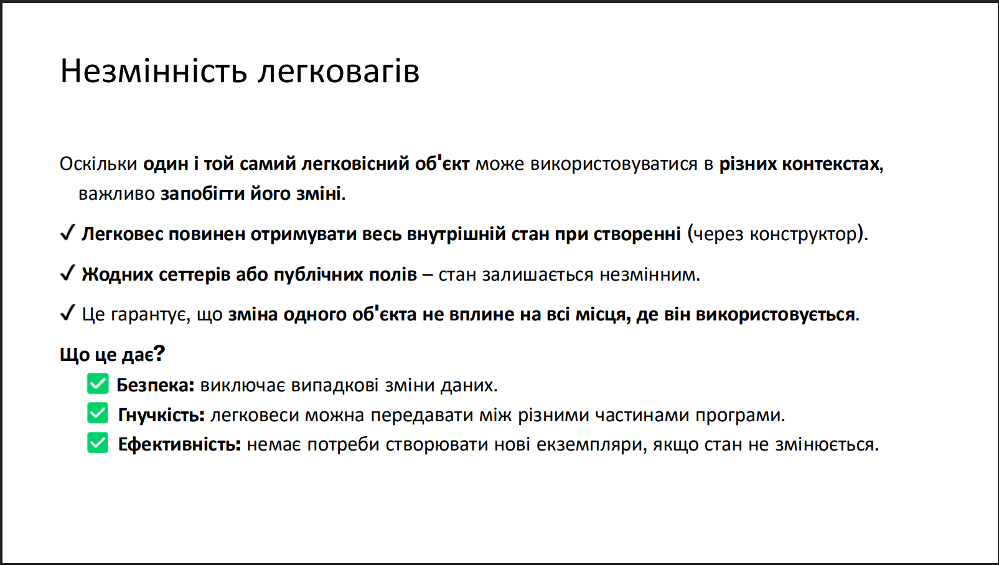 Незмінність легковагів
Оскільки один і той самий легковісний об'єкт може використовуватися в різних контекстах,
важливо запобігти його зміні.
✔ Легковес повинен отримувати весь внутрішній стан при створенні (через конструктор).
✔ Жодних сеттерів або публічних полів – стан залишається незмінним.
✔ Це гарантує, що зміна одного об'єкта не вплине на всі місця, де він використовується.
Що це дає?
✅ Безпека: виключає випадкові зміни даних.
✅ Гнучкість: легковеси можна передавати між різними частинами програми.
✅ Ефективність: немає потреби створювати нові екземпляри, якщо стан не змінюється.